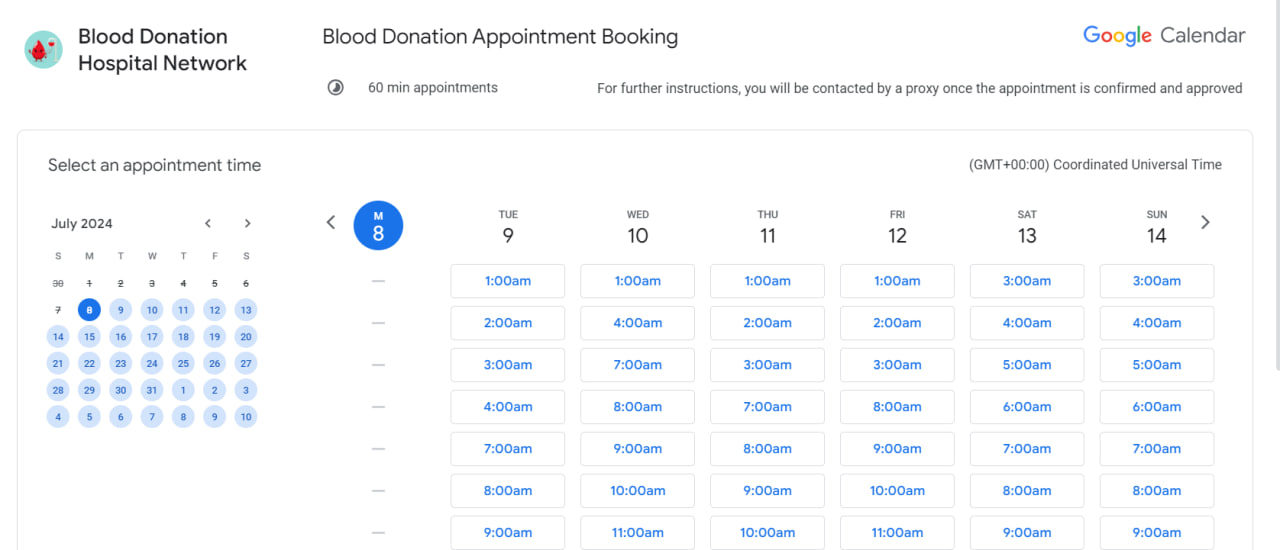 Blood Donation
Hospital Network
Blood Donation Appointment Booking
Google Calendar
60 min appointments
For further instructions, you will be contacted by a proxy once the appointment is confirmed and approved
Select an appointment time
(GMT+00:00) Coordinated Universal Time
July 2024
S M T W T F S
30 1 2 3 4 5 6
7 8 9 10 11 12 13
14 15 16 17 18 19 20
21 22 23 24 25 26 27
28 29 30 31 1 2 3
4 5 6 7 8 9 10
M TUE WED THU FRI SAT SUN
8 9 10 11 12 13 14
— 1:00am 1:00am 1:00am 1:00am 3:00am 3:00am
— 2:00am 4:00am 2:00am 2:00am 4:00am 4:00am
— 3:00am 7:00am 3:00am 3:00am 5:00am 5:00am
— 4:00am 8:00am 7:00am 8:00am 6:00am 6:00am
— 7:00am 9:00am 8:00am 9:00am 7:00am 7:00am
— 8:00am 10:00am 9:00am 10:00am 8:00am 8:00am
— 9:00am 11:00am 10:00am 11:00am 9:00am 9:00am